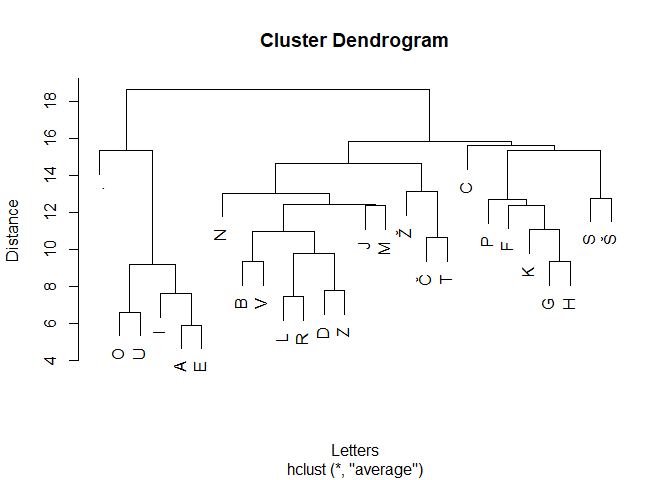 Cluster Dendrogram
Distance
18
16
14
12
10
8
6
4
.
O
U
I
A
E
N
B
V
L
R
D
Z
J
M
Ž
Č
T
C
P
F
K
G
H
S
Š
Letters
hclust (*, "average")